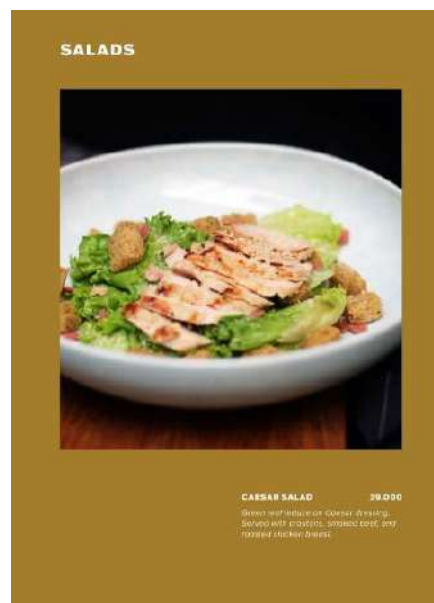 SALADS
CAESAR SALAD 39.000
Green leaf lettuce on Caesar dressing.
Served with croutons, smoked beef, and
roasted chicken breast.